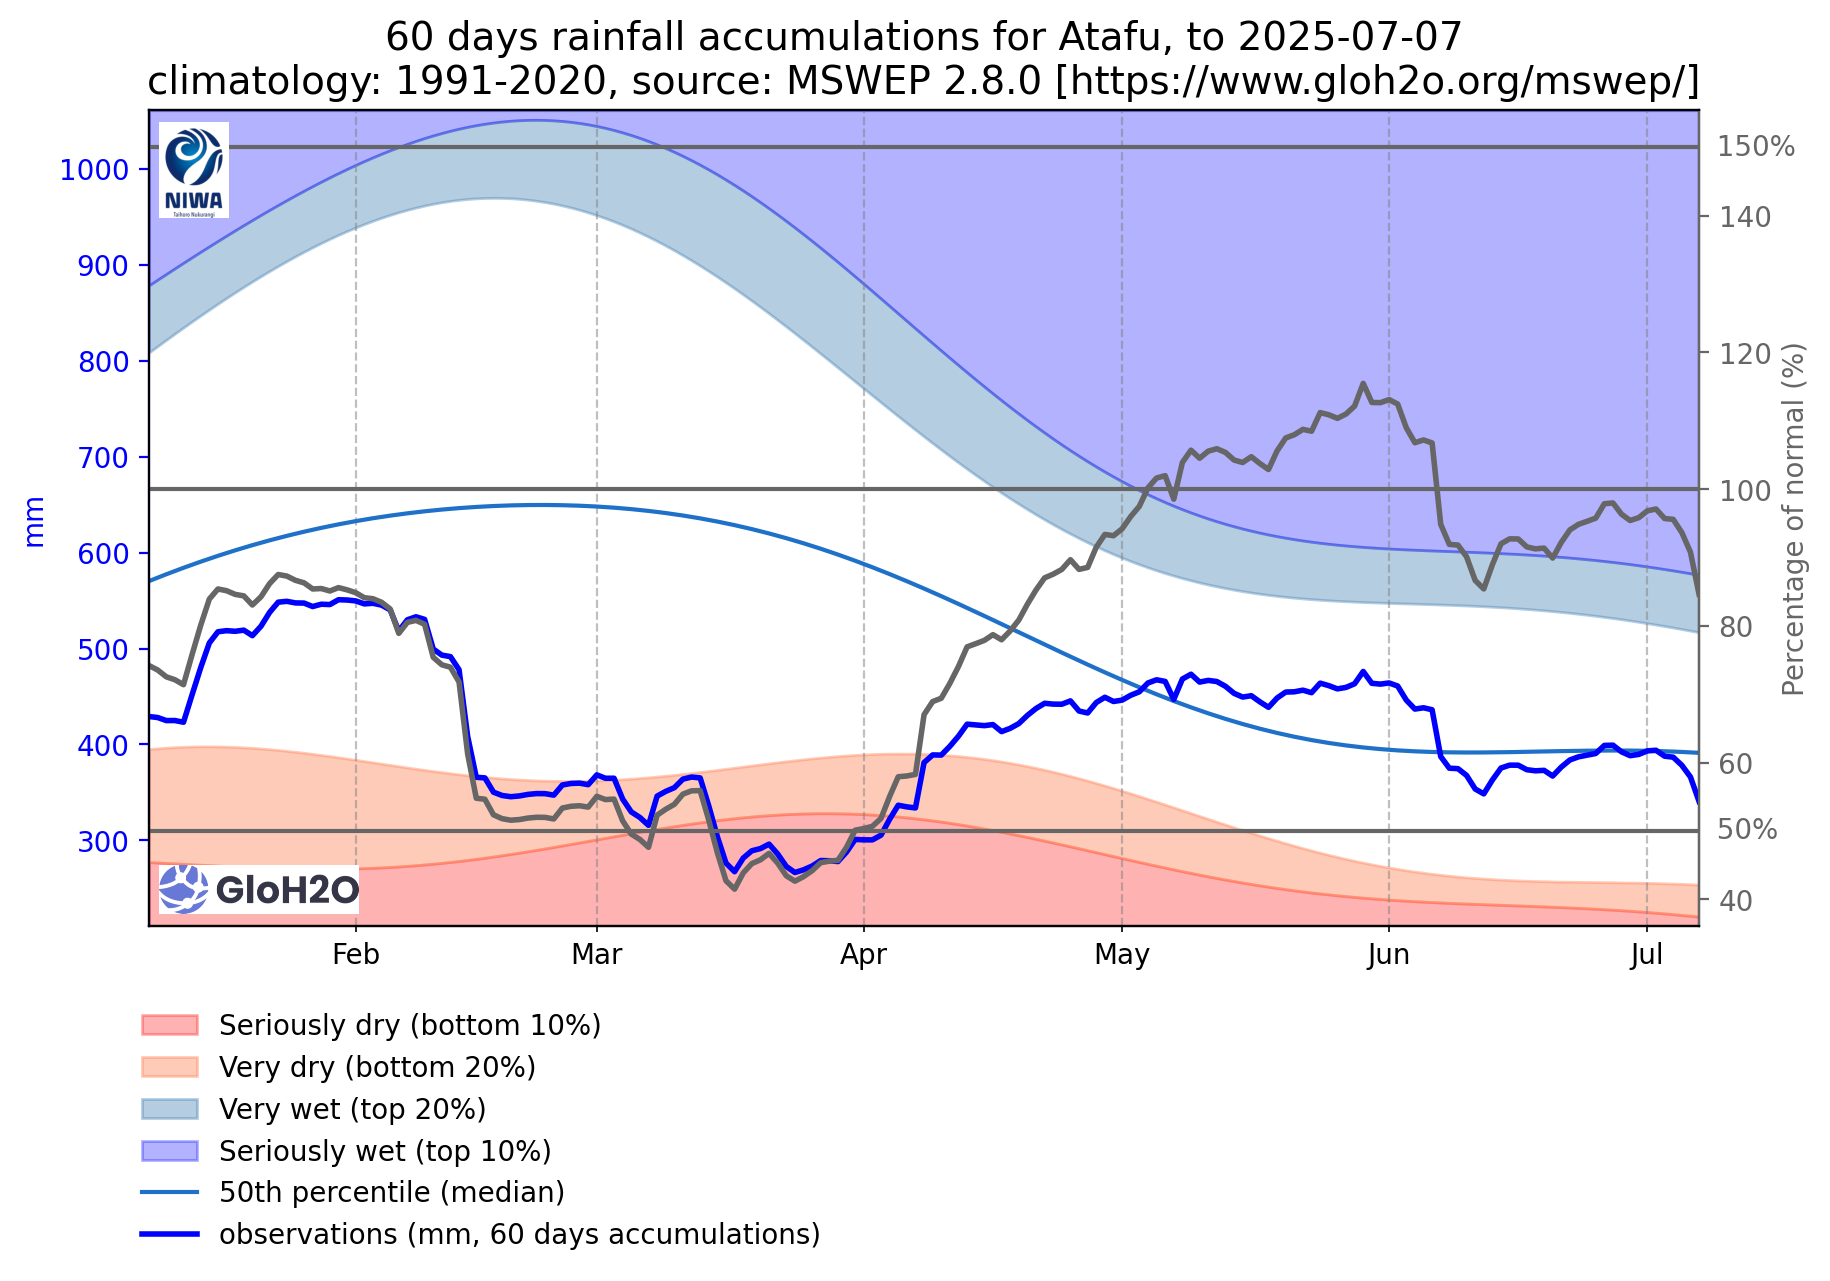 60 days rainfall accumulations for Atafu, to 2025-07-07
climatology: 1991-2020, source: MSWEP 2.8.0 [https://www.gloh2o.org/mswep/]
NIWA
Taihoro Nukurangi
1000
900
800
700
600
500
400
300
mm
150%
140
120
100
80
60
50%
40
Percentage of normal (%)
GloH2O
Feb
Mar
Apr
May
Jun
Jul
Seriously dry (bottom 10%)
Very dry (bottom 20%)
Very wet (top 20%)
Seriously wet (top 10%)
50th percentile (median)
observations (mm, 60 days accumulations)